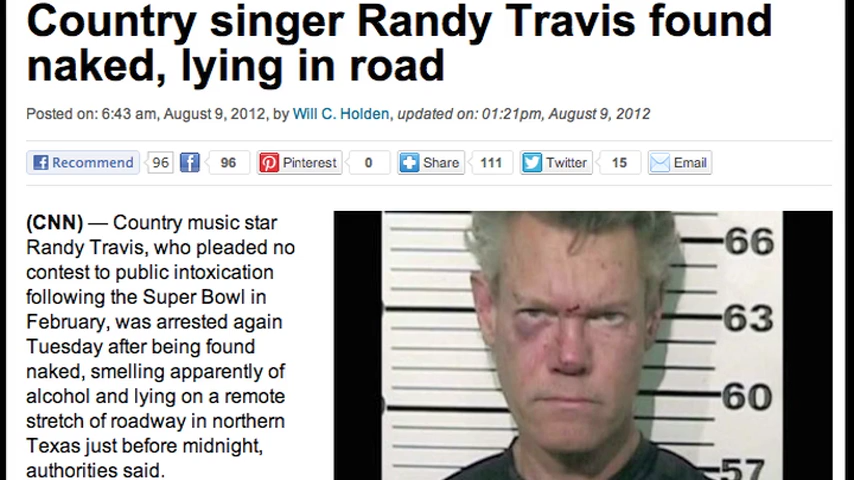 Country singer Randy Travis found
naked, lying in road
Posted on: 6:43 am, August 9, 2012, by Will C. Holden, updated on: 01:21pm, August 9, 2012
Recommend 96 96 Pinterest 0 Share 111 Twitter 15 Email
(CNN) — Country music star
Randy Travis, who pleaded no
contest to public intoxication
following the Super Bowl in
February, was arrested again
Tuesday after being found
naked, smelling apparently of
alcohol and lying on a remote
stretch of roadway in northern
Texas just before midnight,
authorities said.
66
63
60
57